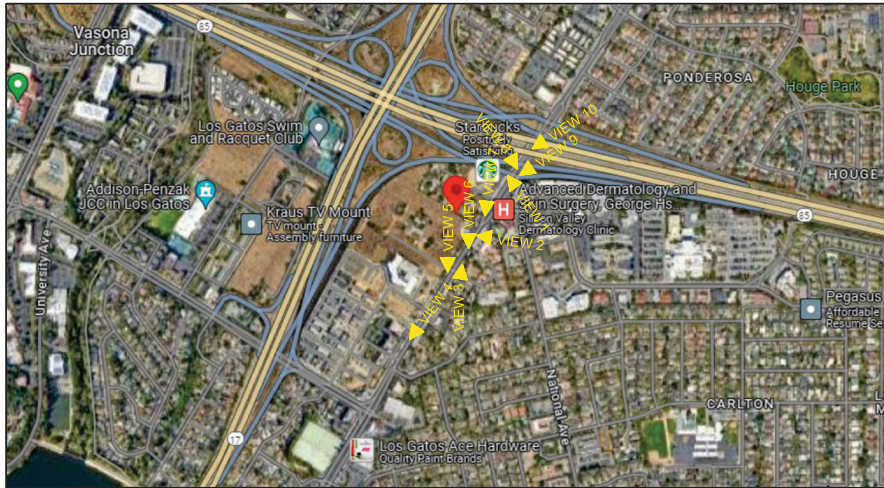 Vasona
Junction
85
PONDEROSA
Houge Park
VIEW 10
Starbucks
Positively
Satisfying
VIEW 9
HOUGE
Los Gatos Swim
and Racquet Club
Addison-Penzak
JCC in Los Gatos
Kraus TV Mount
TV mount -
Assembly furniture
VIEW 6
VIEW 5
H
Advanced Dermatology and
Skin Surgery, George Hs...
Silicon Valley
Dermatology Clinic
VIEW 2
85
University Ave
VIEW 4
VIEW 3
Pegasus
Affordable
Resume Se
National Ave
CARLTON
17
Los Gatos Ace Hardware
Quality Paint Brands